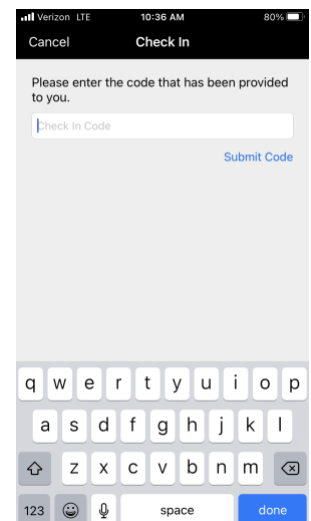 Verizon LTE 10:36 AM 80%
Cancel Check In
Please enter the code that has been provided
to you.
Check In Code
Submit Code
q w e r t y u i o p
a s d f g h j k l
z x c v b n m
123 space done